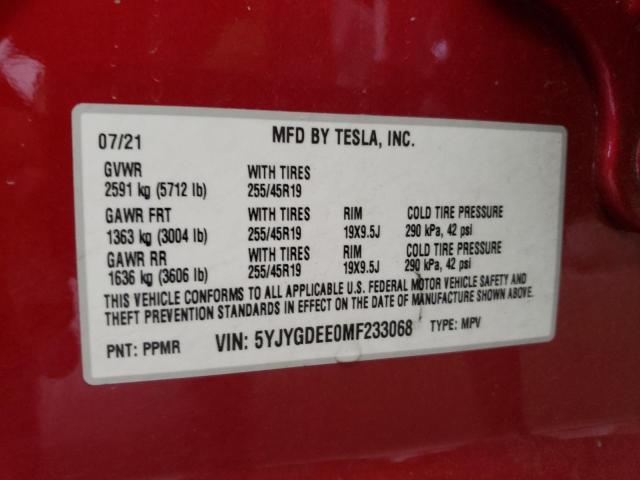 07/21 MFD BY TESLA, INC.
GVWR WITH TIRES
2591 kg (5712 lb) 255/45R19
GAWR FRT WITH TIRES RIM COLD TIRE PRESSURE
1363 kg (3004 lb) 255/45R19 19X9.5J 290 kPa, 42 psi
GAWR RR WITH TIRES RIM COLD TIRE PRESSURE
1636 kg (3606 lb) 255/45R19 19X9.5J 290 kPa, 42 psi
THIS VEHICLE CONFORMS TO ALL APPLICABLE U.S. FEDERAL MOTOR VEHICLE SAFETY AND
THEFT PREVENTION STANDARDS IN EFFECT ON THE DATE OF MANUFACTURE SHOWN ABOVE.
PNT: PPMR VIN: 5YJYGDEE0MF233068 TYPE: MPV